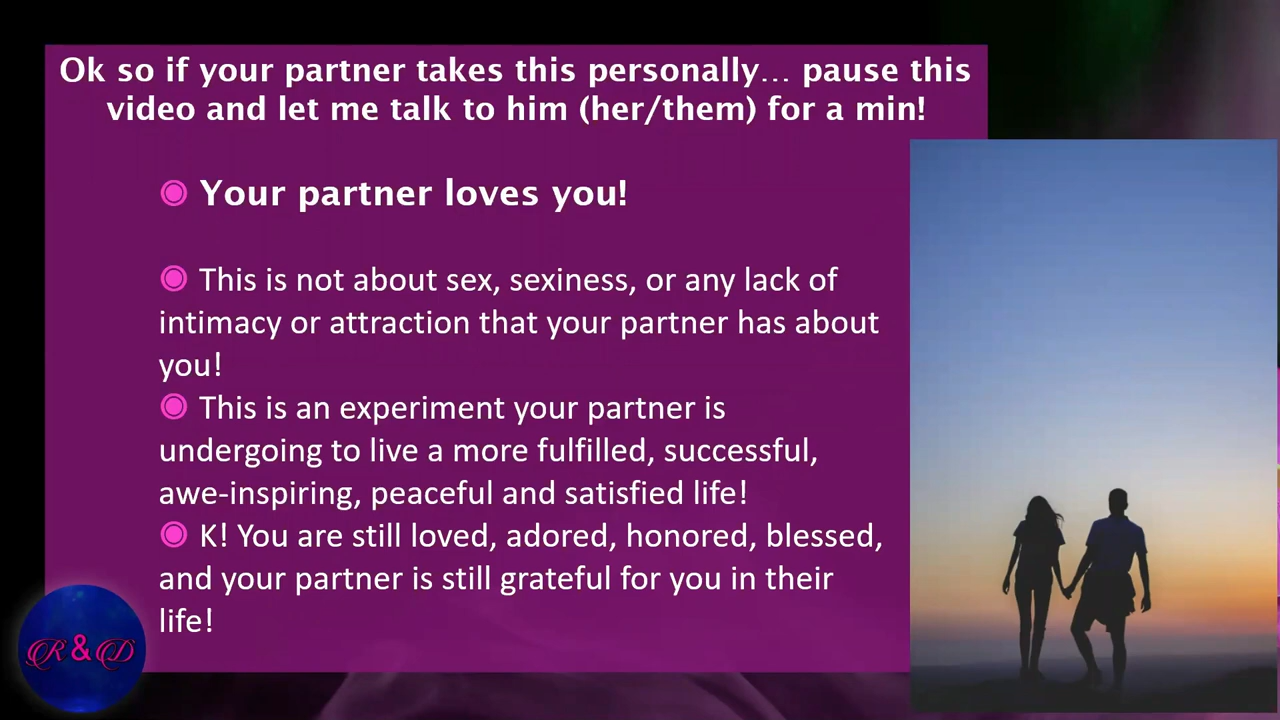 Ok so if your partner takes this personally… pause this
video and let me talk to him (her/them) for a min!
Your partner loves you!
This is not about sex, sexiness, or any lack of
intimacy or attraction that your partner has about
you!
This is an experiment your partner is
undergoing to live a more fulfilled, successful,
awe-inspiring, peaceful and satisfied life!
K! You are still loved, adored, honored, blessed,
and your partner is still grateful for you in their
life!
R & D